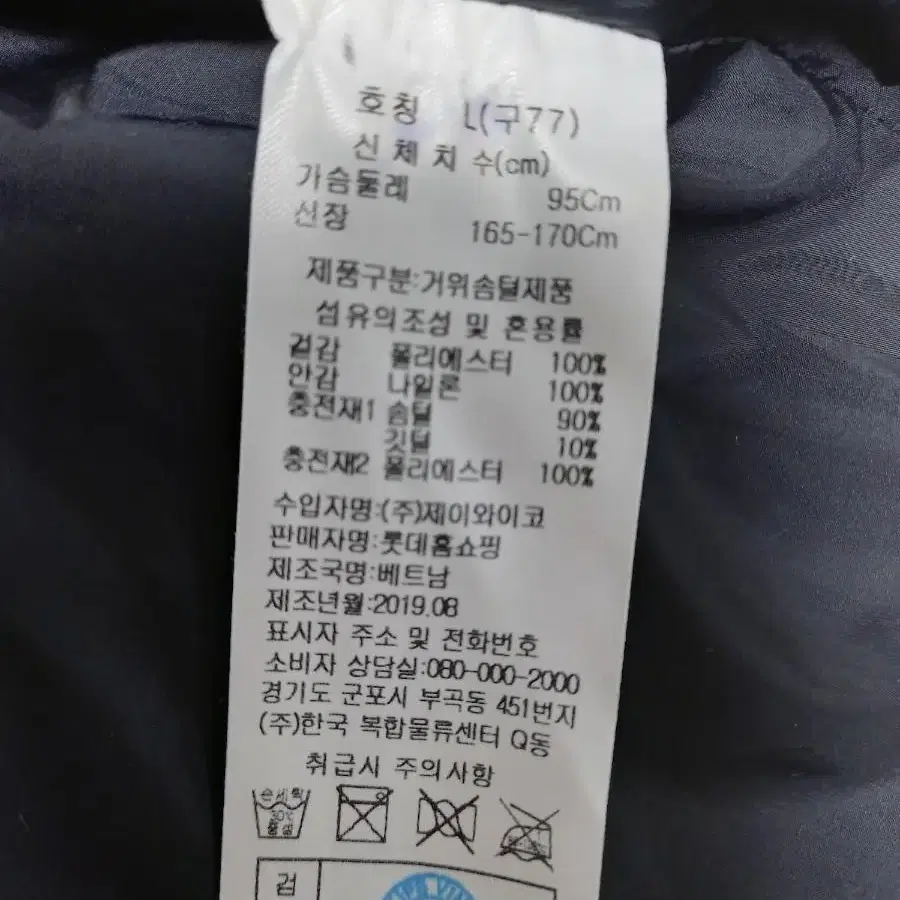 호칭 L(구77)
신체치수(cm)
가슴둘레 95Cm
신장 165-170Cm
제품구분:거위솜털제품
섬유의조성 및 혼용률
겉감 폴리에스터 100%
안감 나일론 100%
충전재1 솜털 90%
깃털 10%
충전재2 폴리에스터 100%
수입자명:(주)제이와이코
판매자명:롯데홈쇼핑
제조국명:베트남
제조년월:2019.08
표시자 주소 및 전화번호
소비자 상담실:080-000-2000
경기도 군포시 부곡동 451번지
(주)한국 복합물류센터 Q동
취급시 주의사항
손세탁
30℃
중성
검